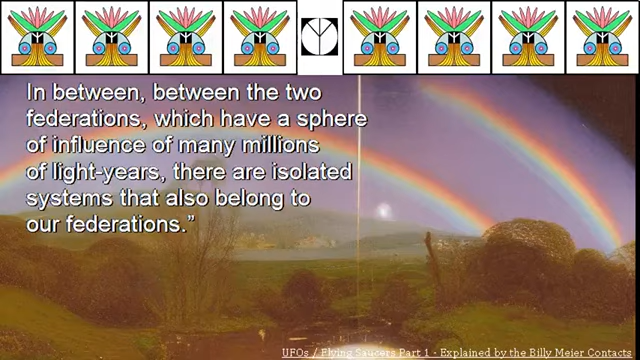 In between, between the two
federations, which have a sphere
of influence of many millions
of light-years, there are isolated
systems that also belong to
our federations.”
UFOs / Flying Saucers Part 1 - Explained by the Billy Meier Contacts